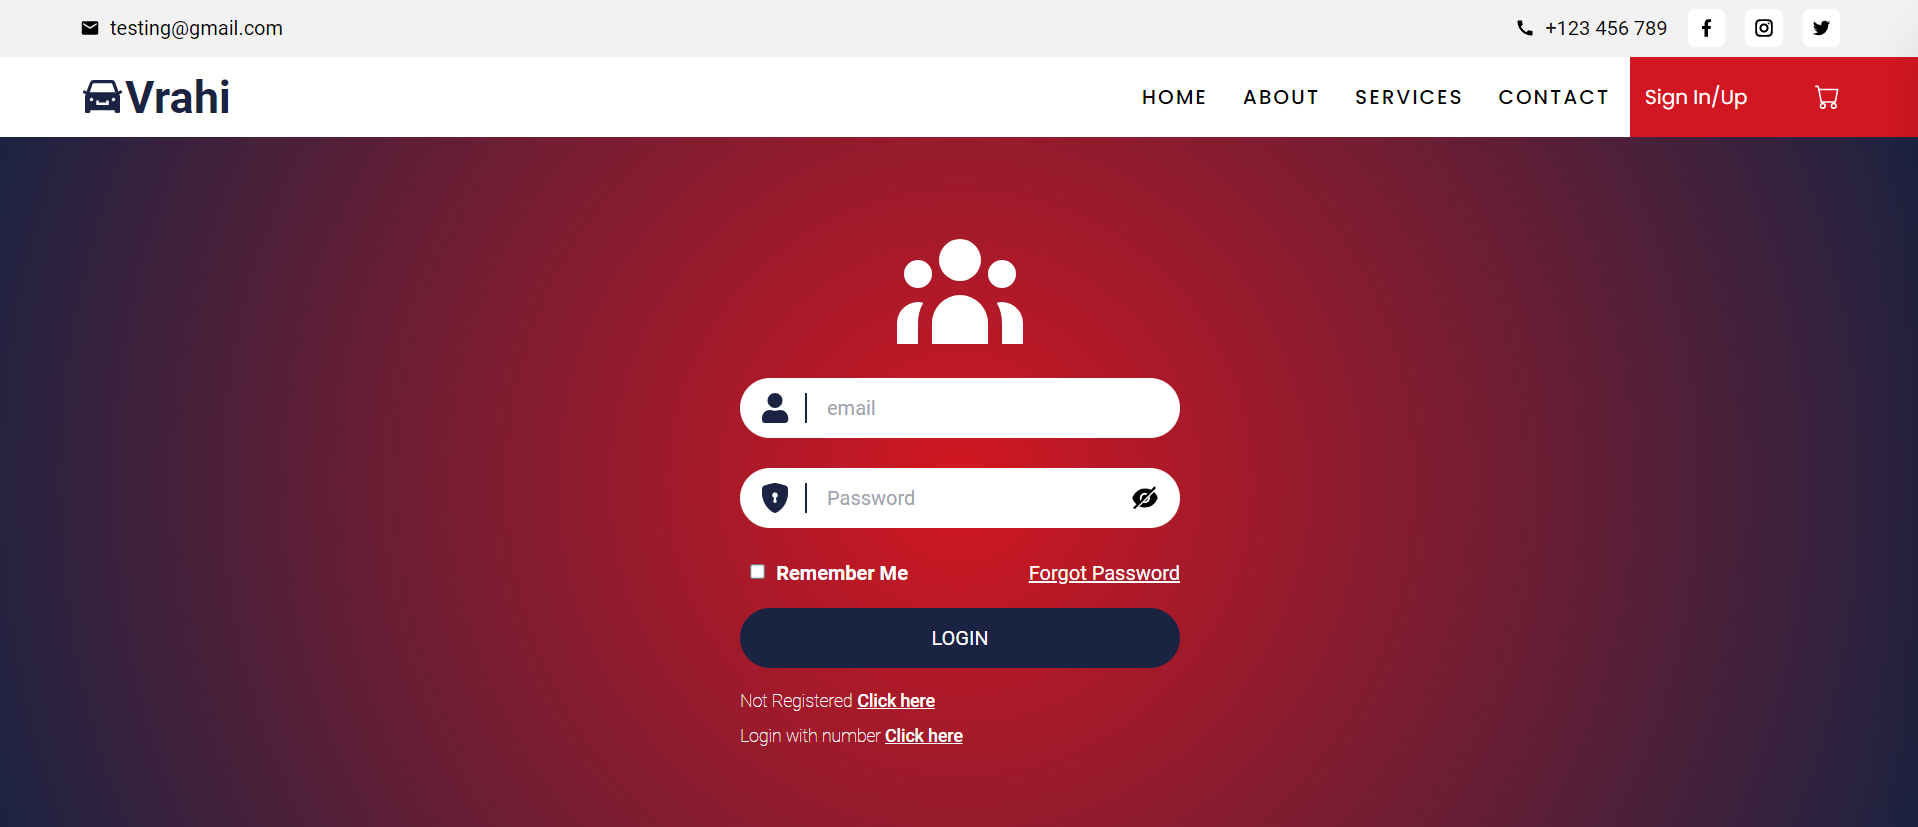 testing@gmail.com
+123 456 789
Vrahi
HOME ABOUT SERVICES CONTACT Sign In/Up
email
Password
Remember Me Forgot Password
LOGIN
Not Registered Click here
Login with number Click here